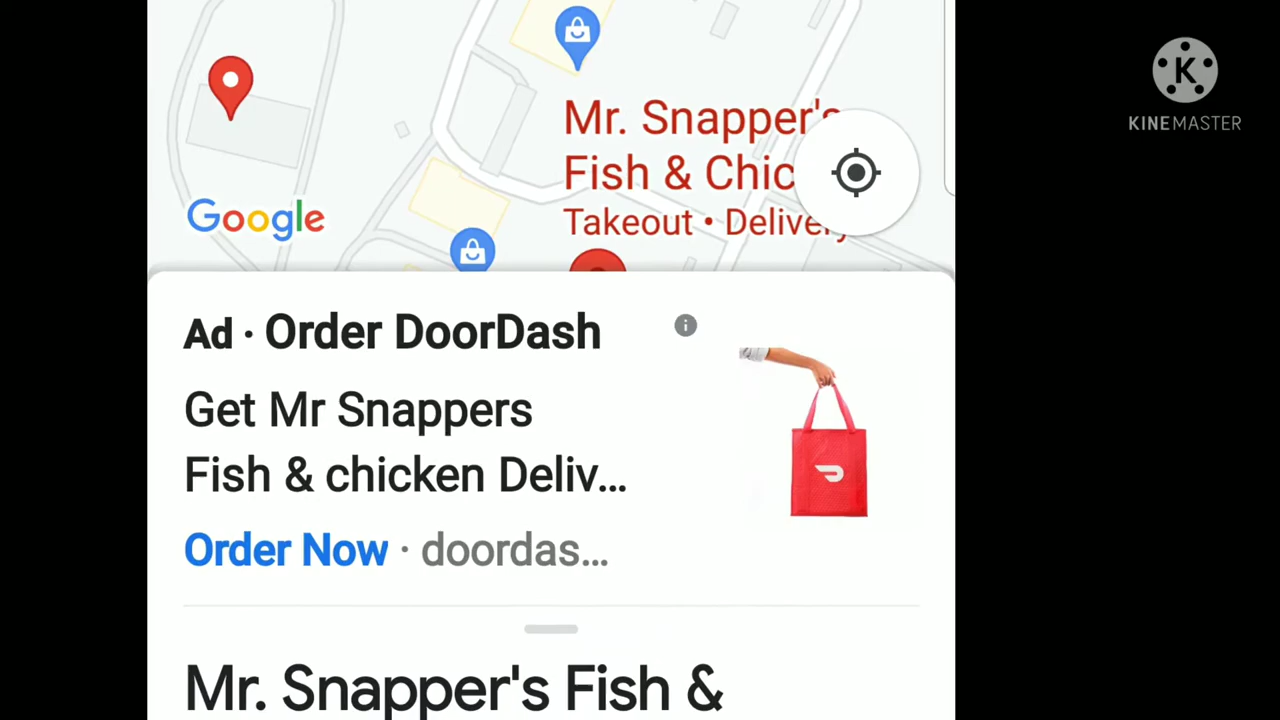 K
KINEMASTER
Mr. Snapper's
Fish & Chic
Takeout • Delivery
Google
Ad · Order DoorDash
Get Mr Snappers
Fish & chicken Deliv...
Order Now · doordas...
Mr. Snapper's Fish &